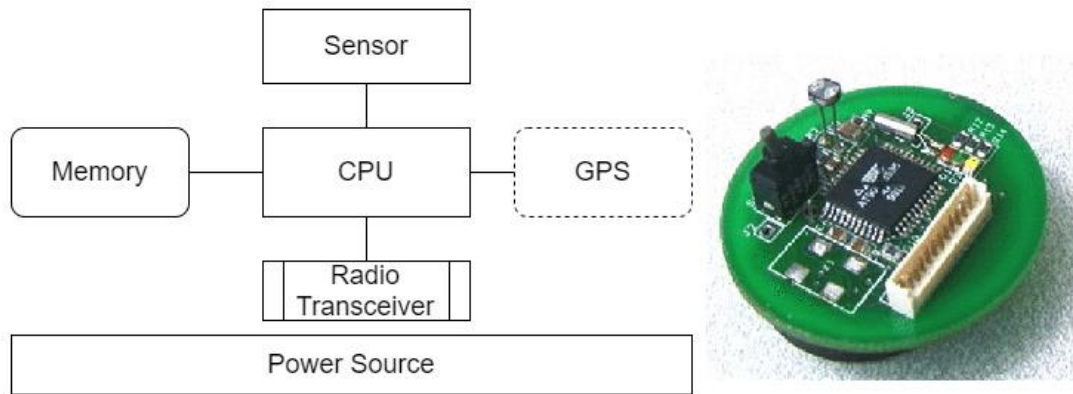 Sensor
Memory
CPU
GPS
Radio
Transceiver
Power Source